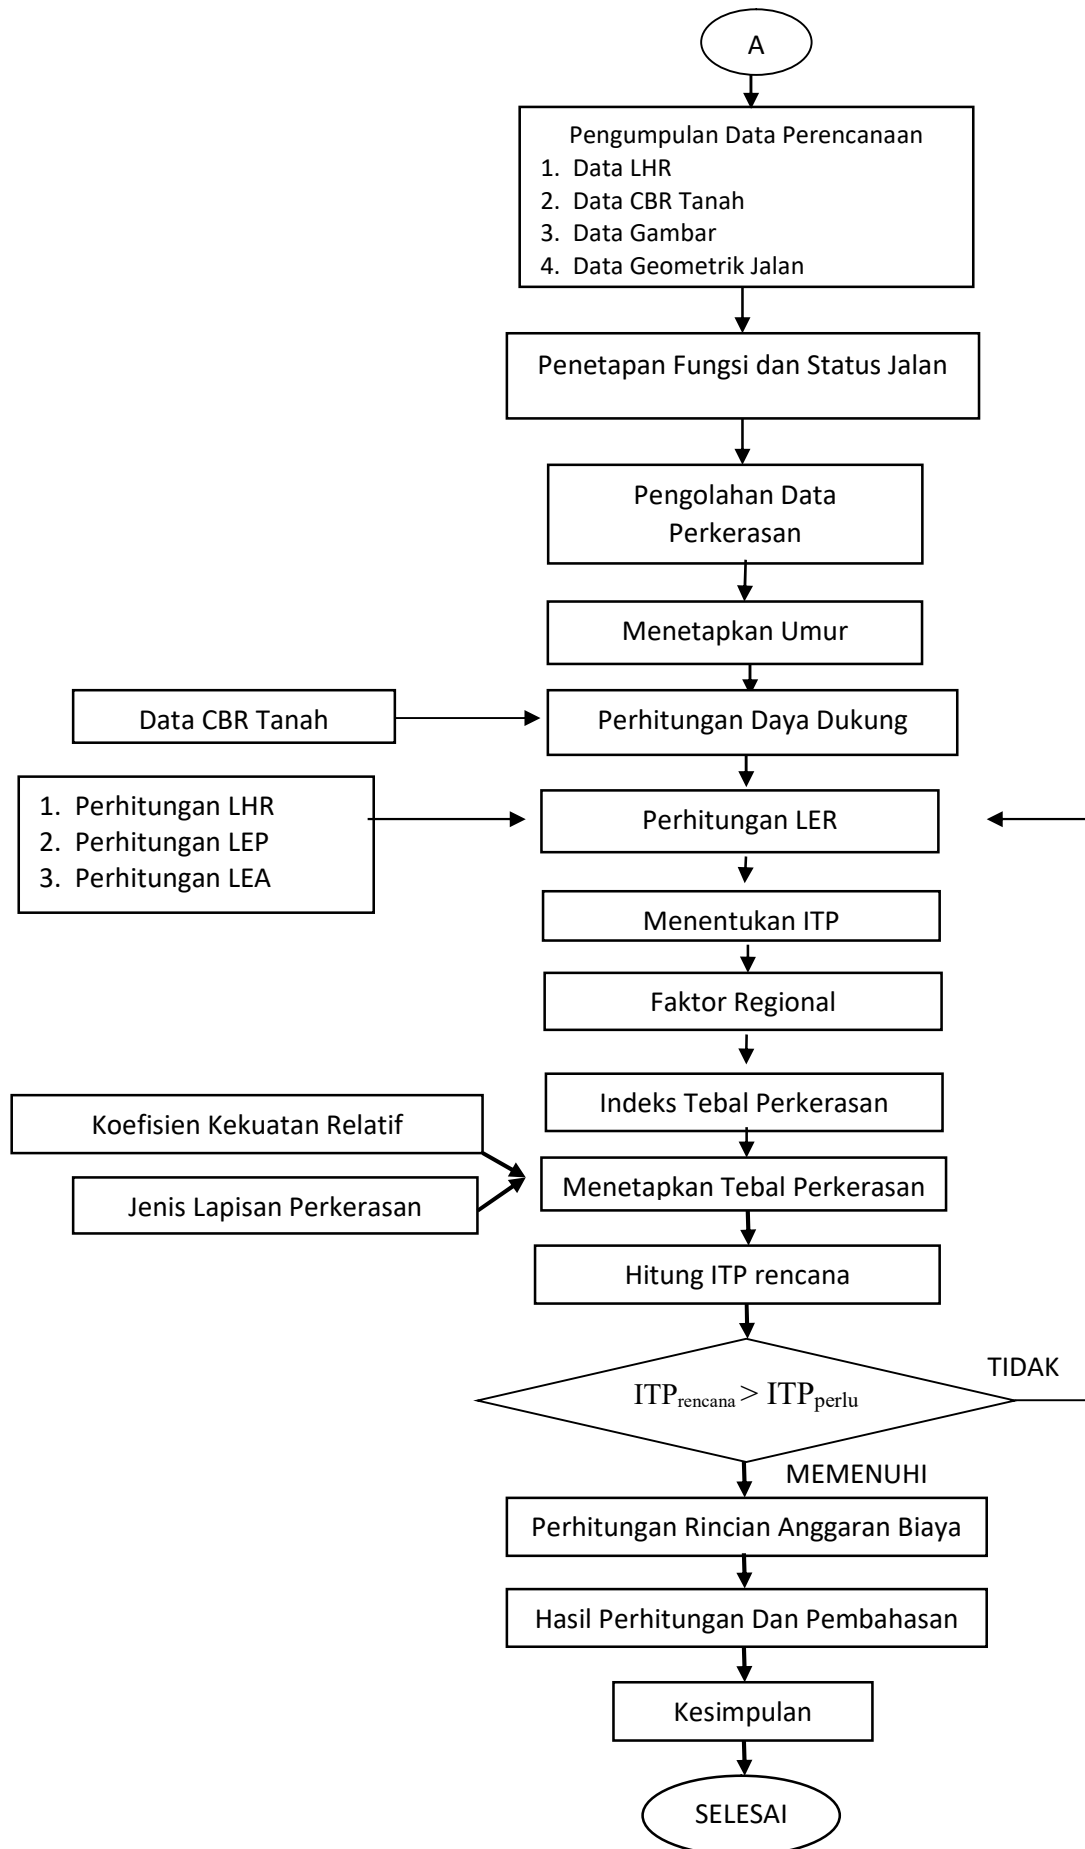 A
Pengumpulan Data Perencanaan
1. Data LHR
2. Data CBR Tanah
3. Data Gambar
4. Data Geometrik Jalan
Penetapan Fungsi dan Status Jalan
Pengolahan Data
Perkerasan
Menetapkan Umur
Data CBR Tanah
Perhitungan Daya Dukung
1. Perhitungan LHR
2. Perhitungan LEP
3. Perhitungan LEA
Perhitungan LER
Menentukan ITP
Faktor Regional
Indeks Tebal Perkerasan
Koefisien Kekuatan Relatif
Jenis Lapisan Perkerasan
Menetapkan Tebal Perkerasan
Hitung ITP rencana
ITPrencana > ITPperlu
TIDAK
MEMENUHI
Perhitungan Rincian Anggaran Biaya
Hasil Perhitungan Dan Pembahasan
Kesimpulan
SELESAI